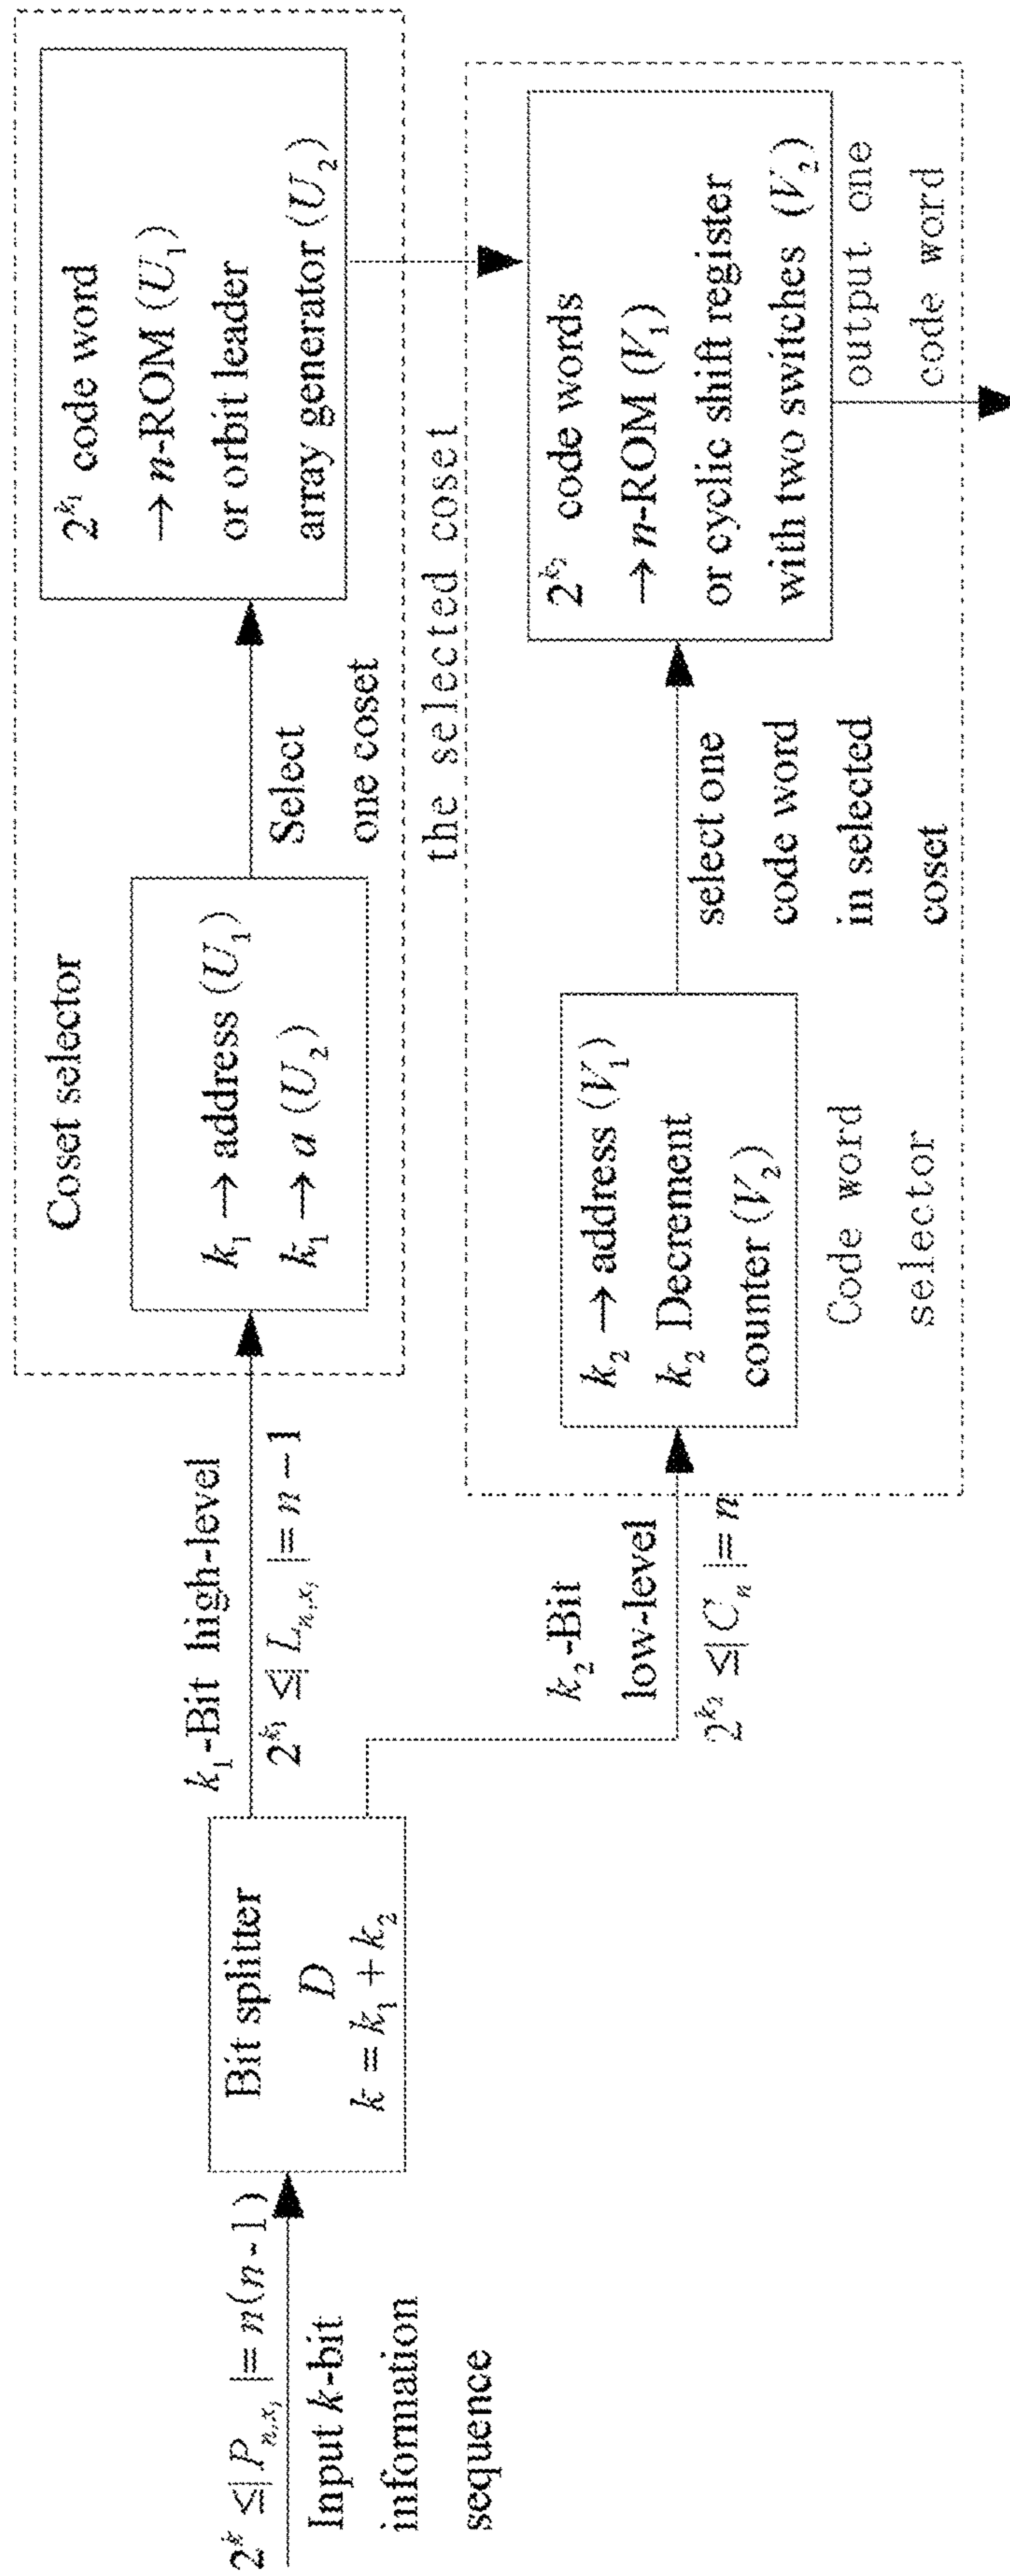 2^k ≤| P_{n,x_i} |= n(n-1)
Input k-bit
information
sequence
Bit splitter
D
k = k_1 + k_2
k_1-Bit high-level
2^{k_1} ≤| L_{n,x_i} |= n −1
k_2-Bit
low-level
2^{k_2} ≤| C_n |= n
Coset selector
k_1 → address (U_1)
k_1 → a (U_2)
Select
one coset
2^{k_1} code word
→ n-ROM (U_1)
or orbit leader
array generator (U_2)
the selected coset
k_2 → address (V_1)
k_2 Decrement
counter (V_2)
Code word
selector
select one
code word
in selected
coset
2^{k_2} code words
→ n-ROM (V_1)
or cyclic shift register
with two switches (V_2)
output one
code word